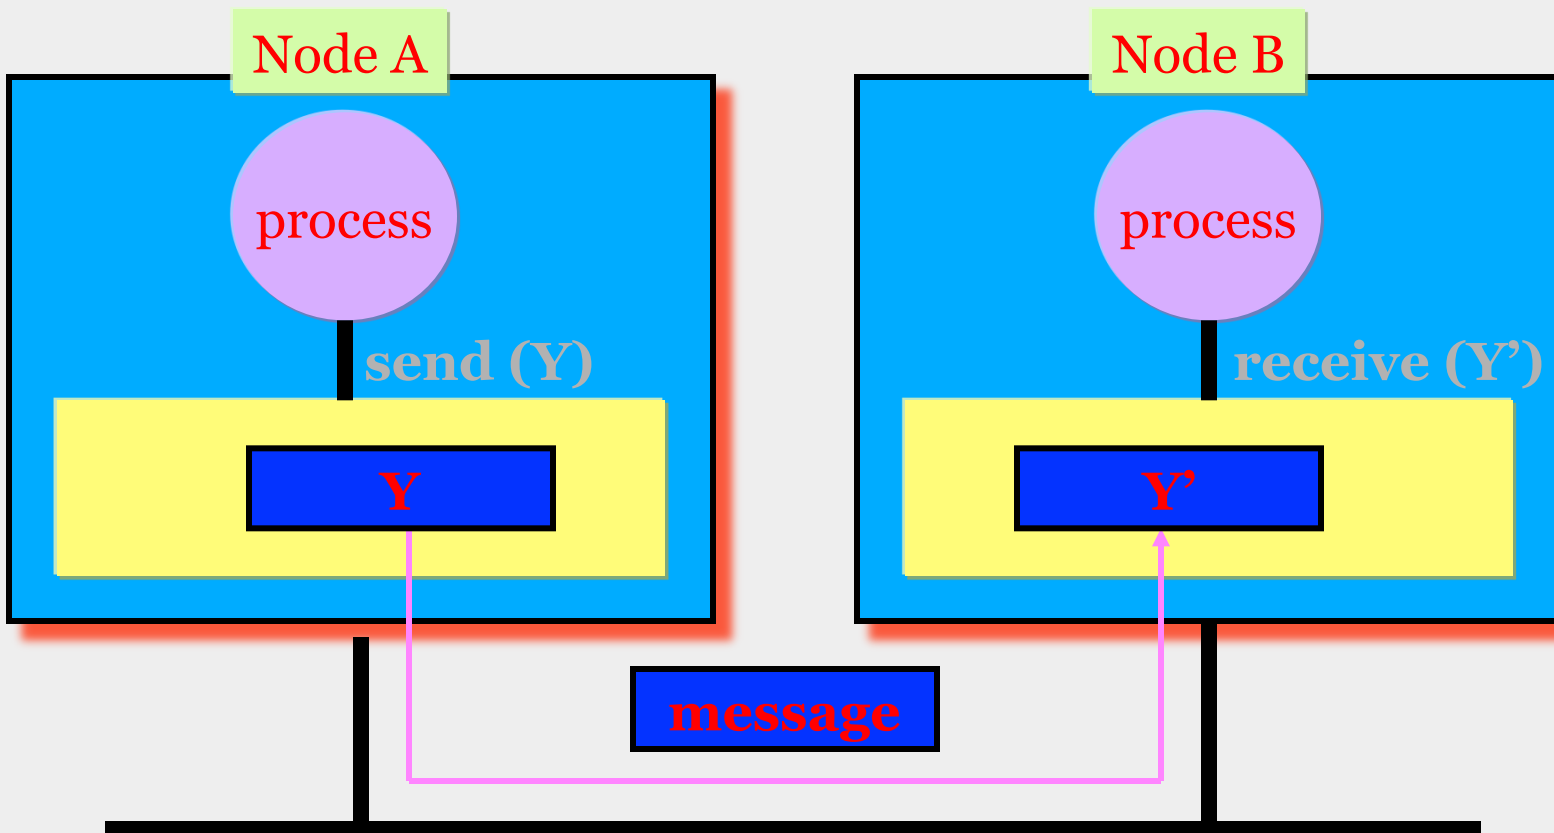 Node A
Node B
process
process
send (Y)
receive (Y’)
Y
Y’
message